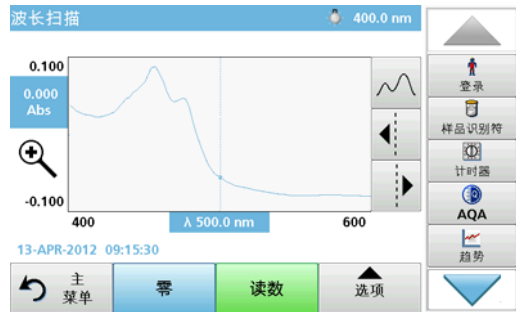 波长扫描
400.0 nm
0.100
0.000
Abs
-0.100
400
λ 500.0 nm
600
13-APR-2012 09:15:30
主
菜单
零
读数
选项
登录
样品识别符
计时器
AQA
趋势